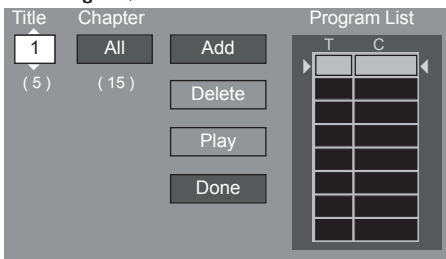 Title Chapter Program List
T C
1 All Add
( 5 ) ( 15 )
Delete
Play
Done